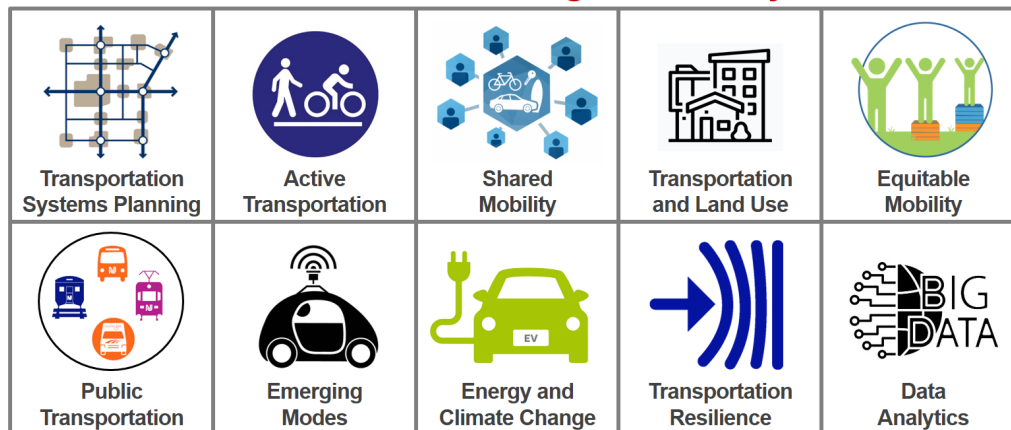 Transportation
Systems Planning
Active
Transportation
Shared
Mobility
Transportation
and Land Use
Equitable
Mobility
Public
Transportation
Emerging
Modes
EV
Energy and
Climate Change
Transportation
Resilience
BIG
DATA
Data
Analytics